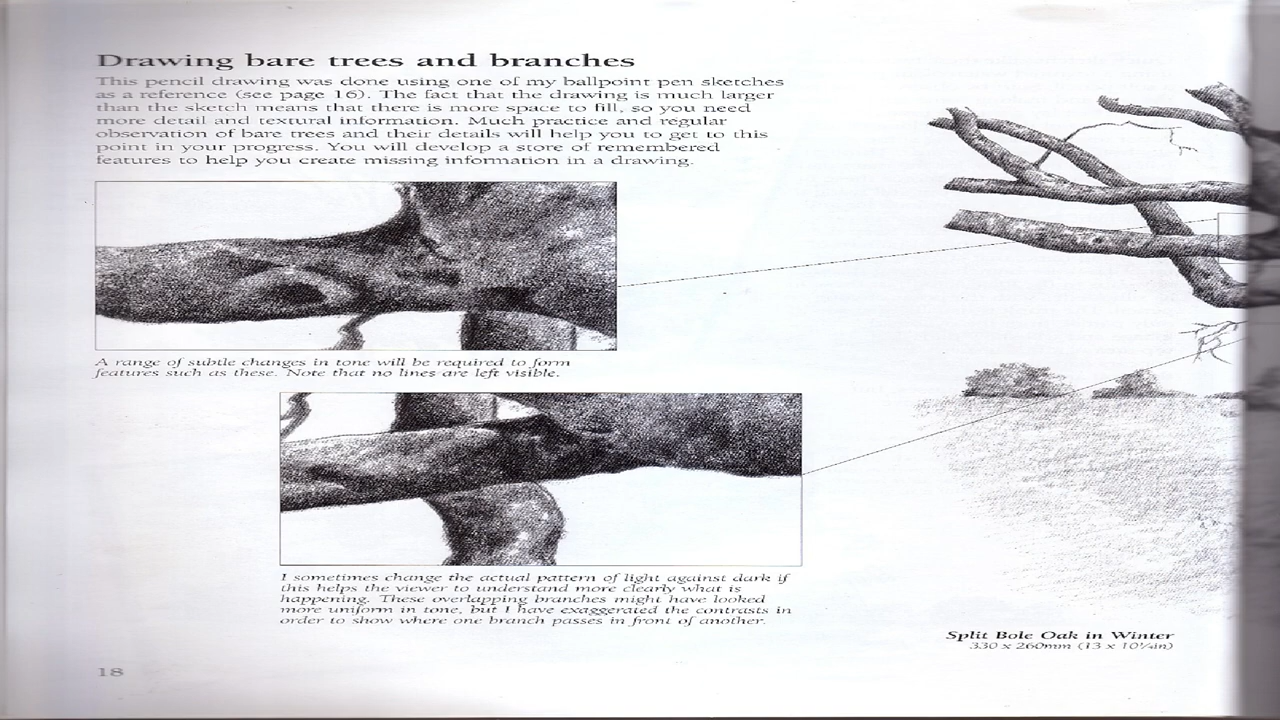 Drawing bare trees and branches
This pencil drawing was done using one of my ballpoint pen sketches
as a reference (see page 16). The fact that the drawing is much larger
than the sketch means that there is more space to fill, so you need
more detail and textural information. Much practice and regular
observation of bare trees and their details will help you to get to this
point in your progress. You will develop a store of remembered
features to help you create missing information in a drawing.
A range of subtle changes in tone will be required to form
features such as these. Note that no lines are left visible.
I sometimes change the actual pattern of light against dark if
this helps the viewer to understand more clearly what is
happening. These overlapping branches might have looked
more uniform in tone, but I have exaggerated the contrasts in
order to show where one branch passes in front of another.
Split Bole Oak in Winter
330 x 260mm (13 x 10¼in)
18